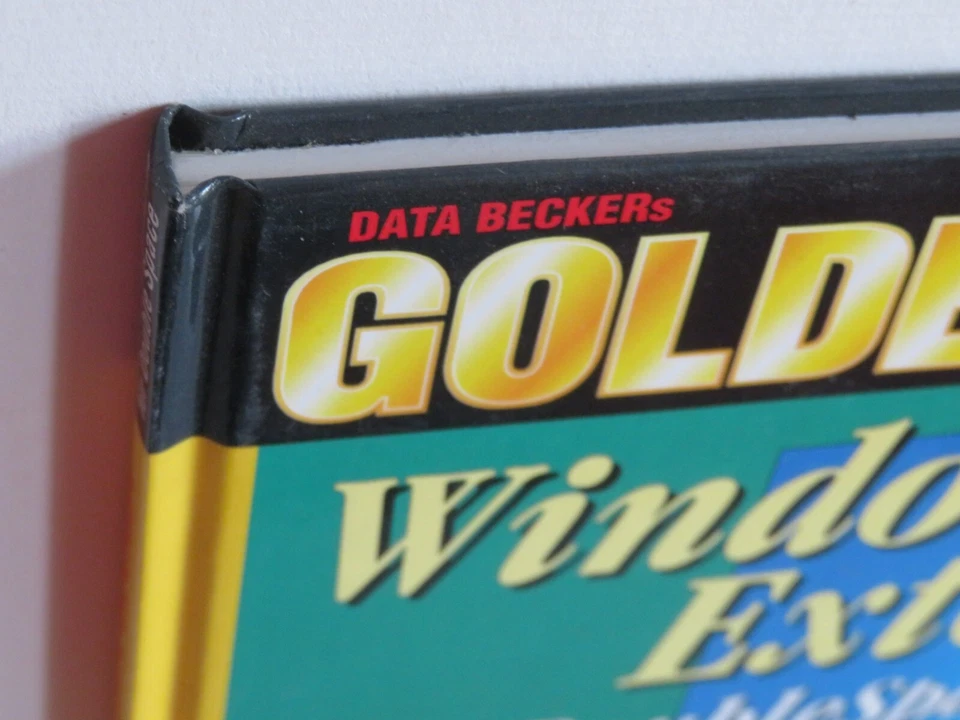 DATA BECKERs
GOLDE
Windo
Ext